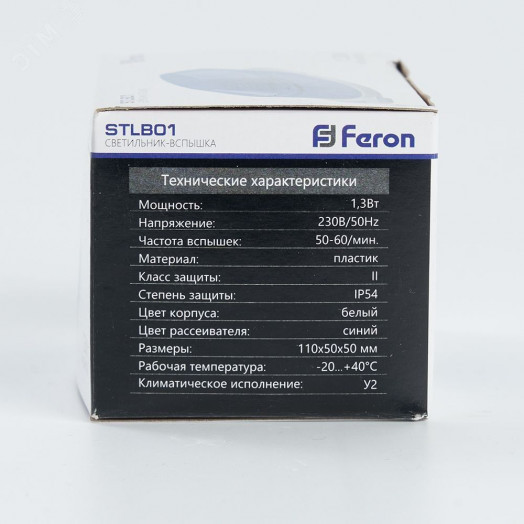 STLB01
СВЕТИЛЬНИК-ВСПЫШКА
Feron
Технические характеристики
Мощность: 1,3Вт
Напряжение: 230В/50Hz
Частота вспышек: 50-60/мин.
Материал: пластик
Класс защиты: II
Степень защиты: IP54
Цвет корпуса: белый
Цвет рассеивателя: синий
Размеры: 110х50х50 мм
Рабочая температура: -20...+40°С
Климатическое исполнение: У2